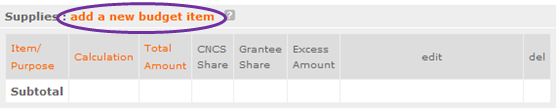 Supplies: add a new budget item ?
Item/ Purpose Calculation Total Amount CNCS Share Grantee Share Excess Amount edit del
Subtotal